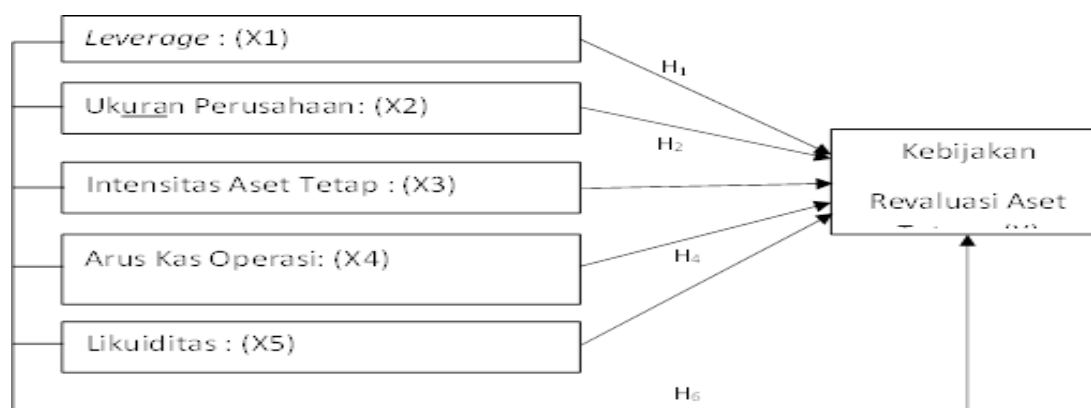 Leverage : (X1)
Ukuran Perusahaan: (X2)
Intensitas Aset Tetap : (X3)
Arus Kas Operasi: (X4)
Likuiditas : (X5)
H₁
H₂
H₄
H₆
Kebijakan
Revaluasi Aset